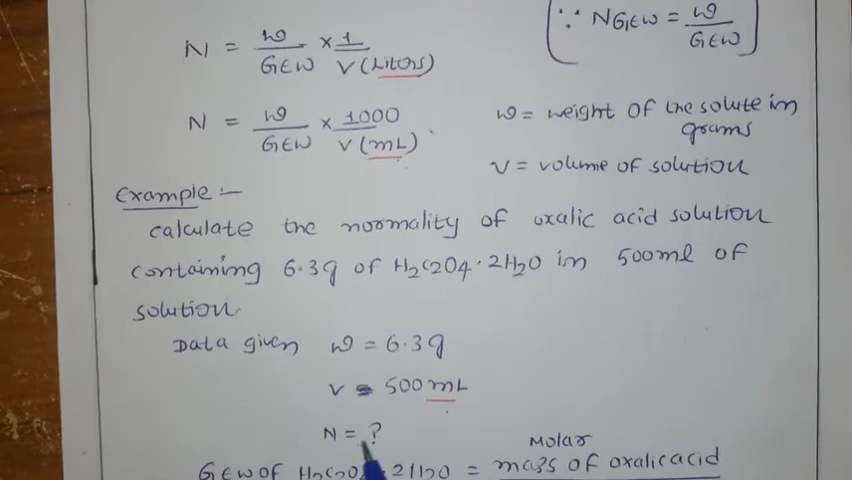 N = w/GEW × 1/V(Liters)
(∵ NGEW = w/GEW)
N = w/GEW × 1000/V(mL)
w = weight of the solute in grams
v = volume of solution
Example :-
calculate the normality of oxalic acid solution
containing 6.3g of H2C2O4·2H2O in 500ml of
solution.
Data given w = 6.3g
v = 500mL
N = ?
GEW OF H2C2O 2H2O = Molar mass of oxalic acid